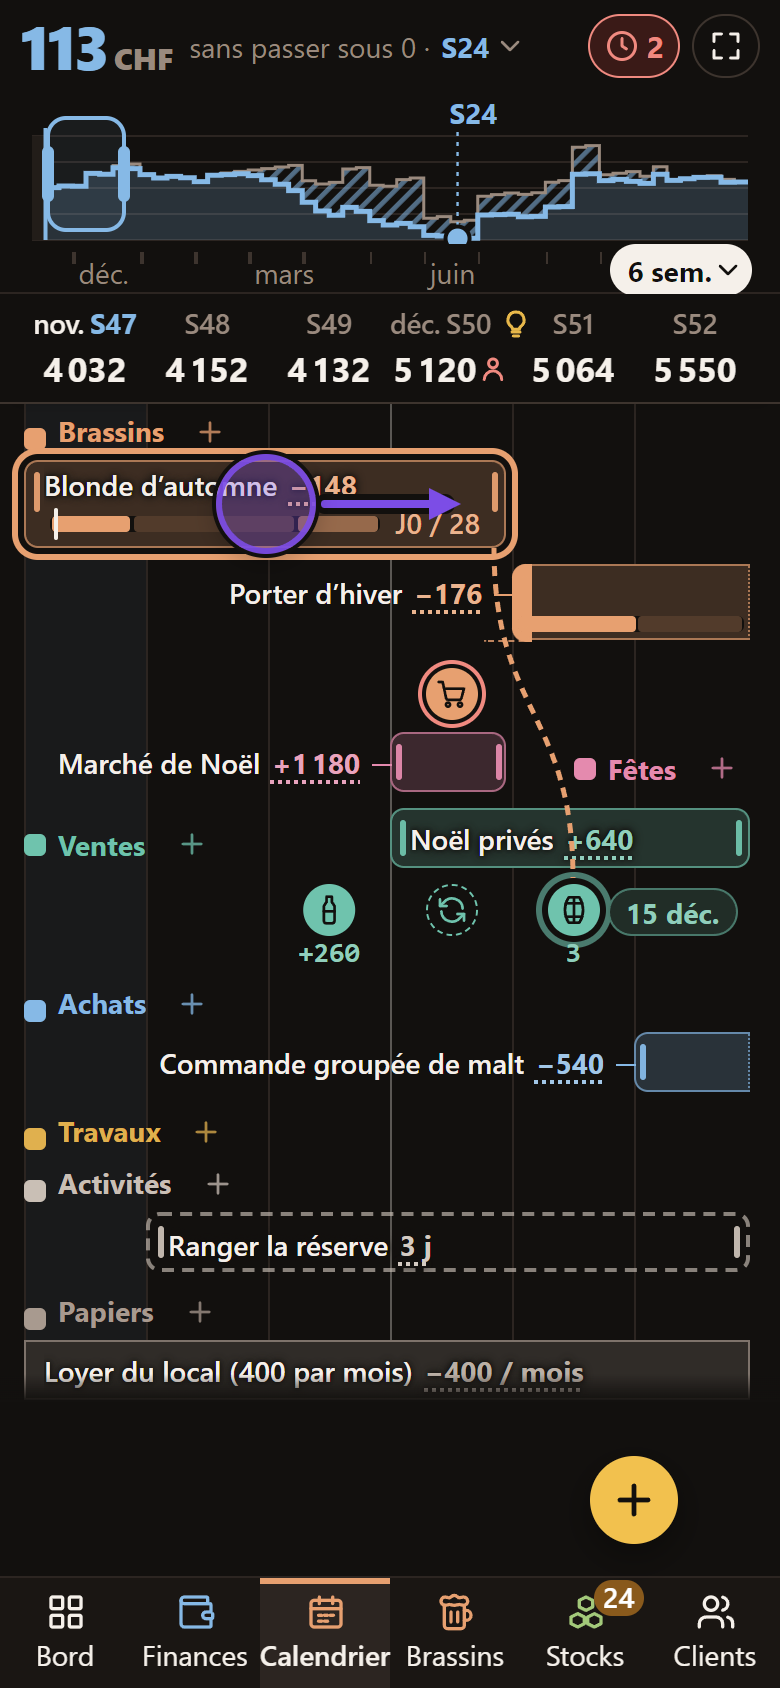 113 CHF sans passer sous 0 · S24
2
S24
déc. mars juin
6 sem.
nov. S47 S48 S49 déc. S50 S51 S52
4 032 4 152 4 132 5 120 5 064 5 550
Brassins +
Blonde d’automne −148
J0 / 28
Porter d’hiver −176
Marché de Noël +1 180
Fêtes +
Noël privés +640
Ventes +
15 déc.
+260 3
Achats +
Commande groupée de malt −540
Travaux +
Activités +
Ranger la réserve 3 j
Papiers +
Loyer du local (400 par mois) −400 / mois
+
24
Bord Finances Calendrier Brassins Stocks Clients